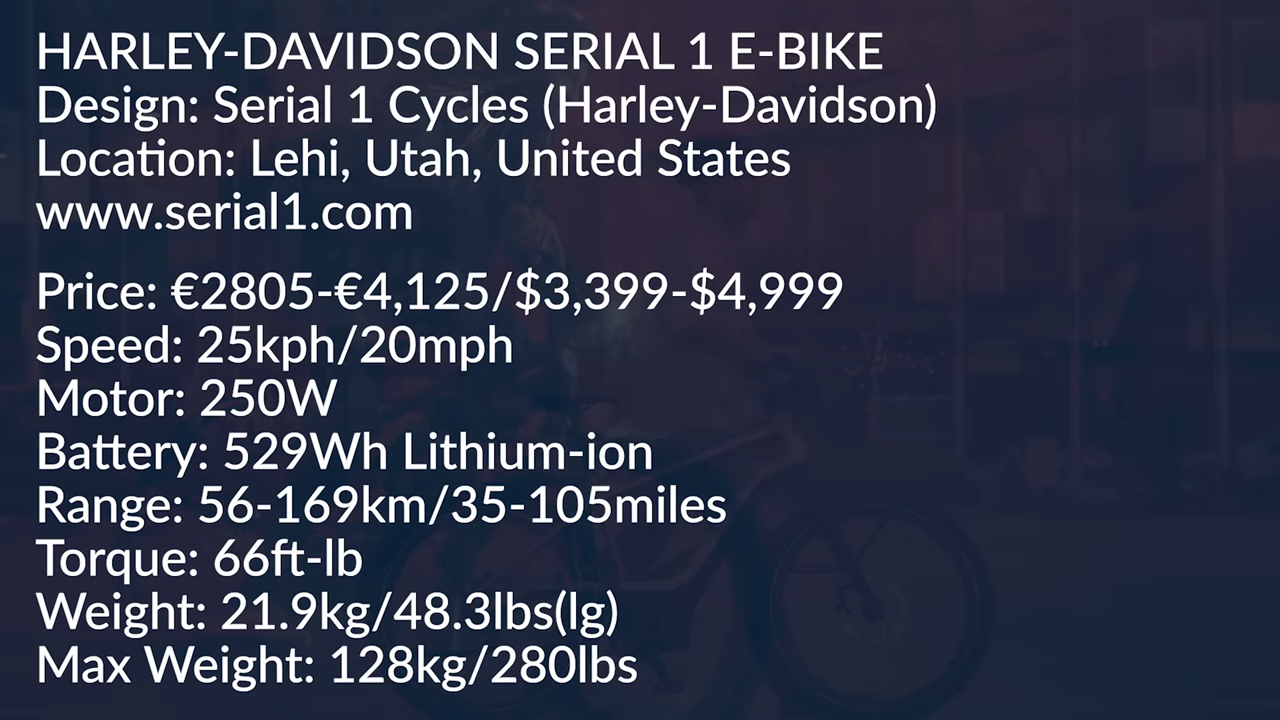 HARLEY-DAVIDSON SERIAL 1 E-BIKE
Design: Serial 1 Cycles (Harley-Davidson)
Location: Lehi, Utah, United States
www.serial1.com
Price: €2805-€4,125/$3,399-$4,999
Speed: 25kph/20mph
Motor: 250W
Battery: 529Wh Lithium-ion
Range: 56-169km/35-105miles
Torque: 66ft-lb
Weight: 21.9kg/48.3lbs(lg)
Max Weight: 128kg/280lbs